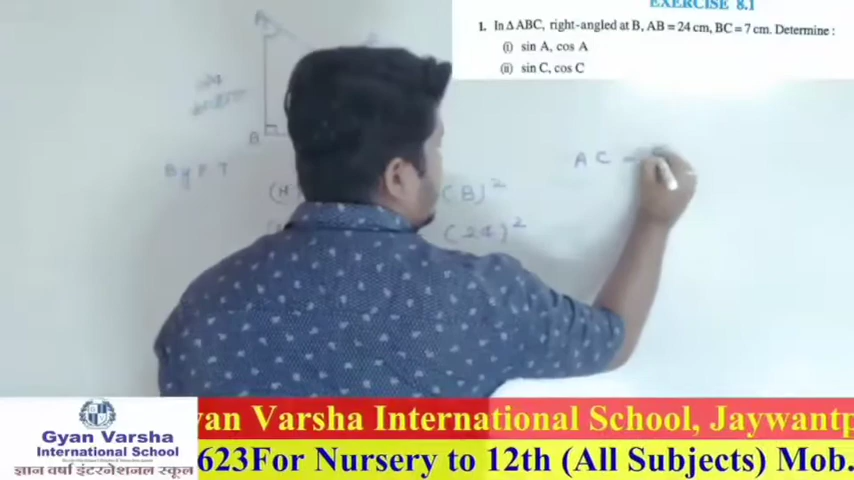 EXERCISE 8.1
1. In Δ ABC, right-angled at B, AB = 24 cm, BC = 7 cm. Determine :
(i) sin A, cos A
(ii) sin C, cos C
A
B
By P T
(H
(B)²
(24)²
AC =
Gyan Varsha
International School
ज्ञान वर्षा इंटरनेशनल स्कूल
yan Varsha International School, Jaywantp
623For Nursery to 12th (All Subjects) Mob.